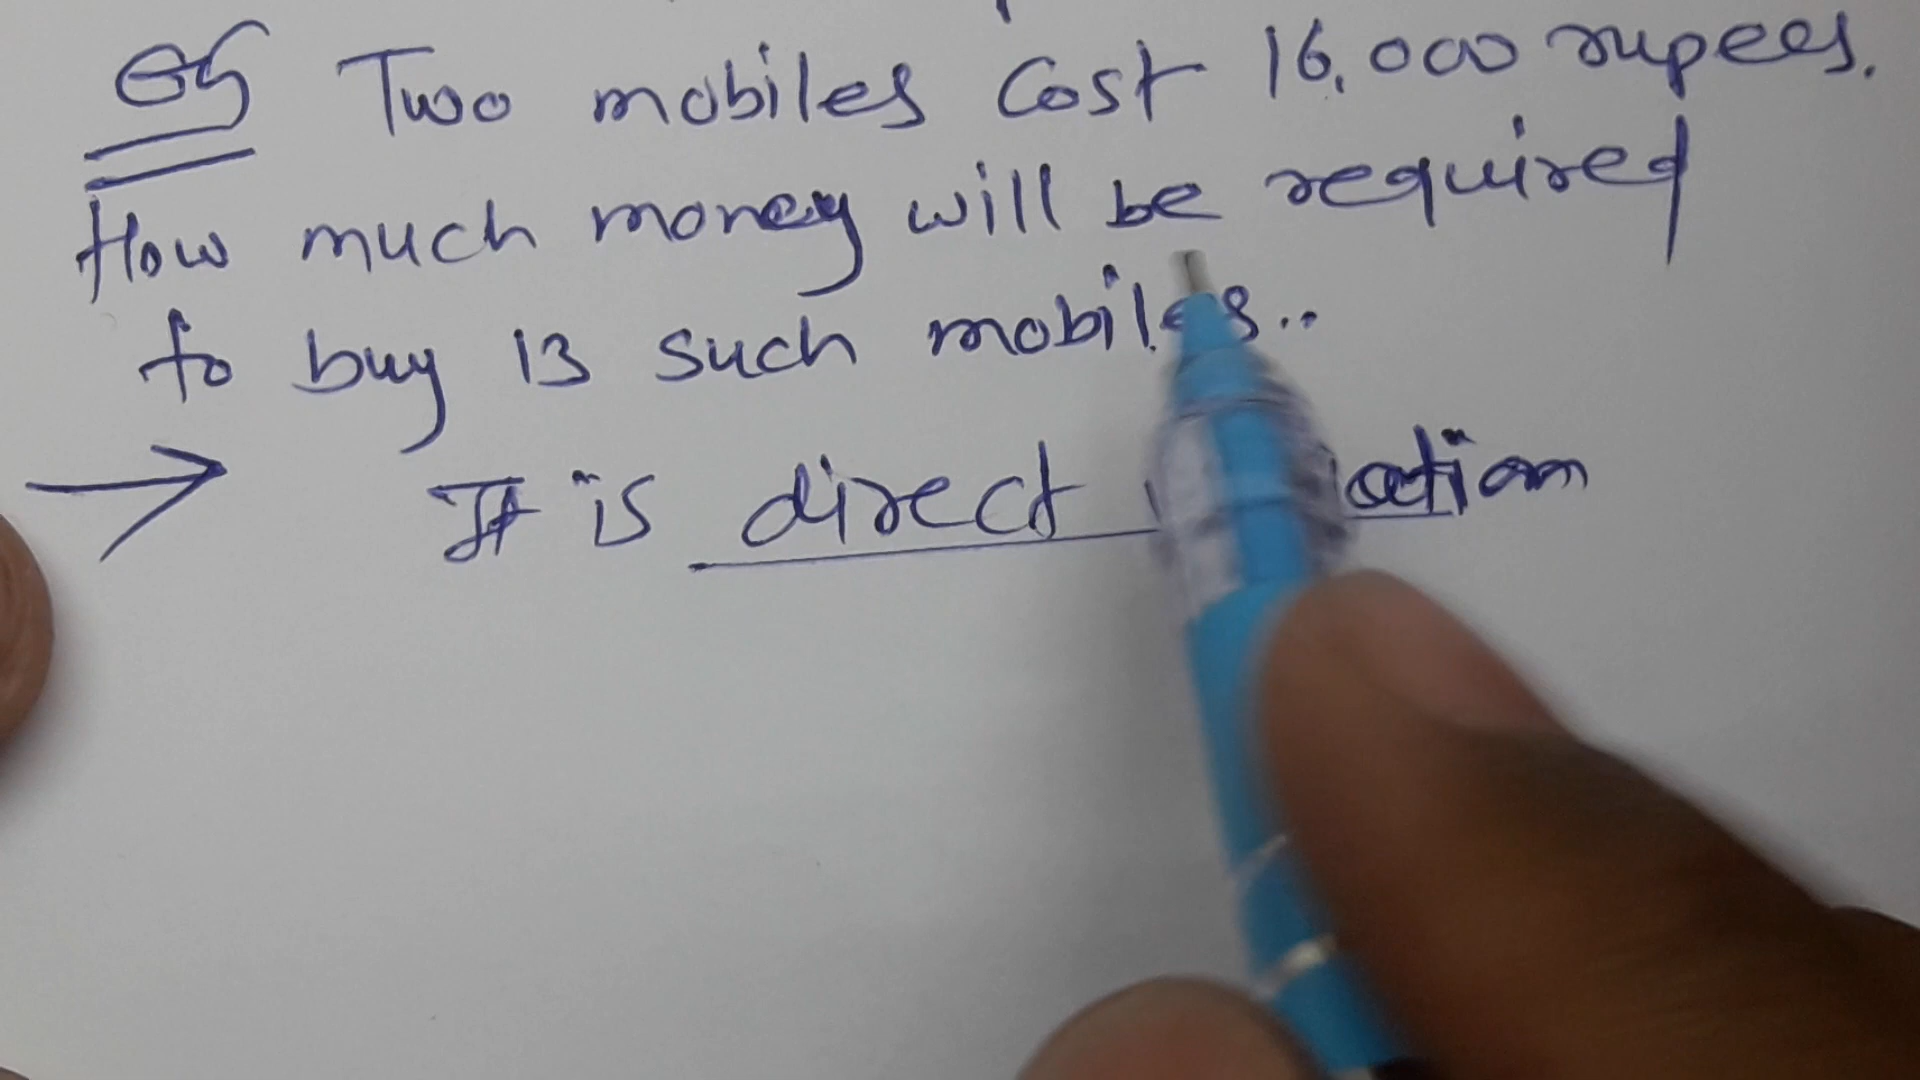 Q5 Two mobiles cost 16,000 rupees.
How much money will be required
to buy 13 such mobiles..
→ It is direct